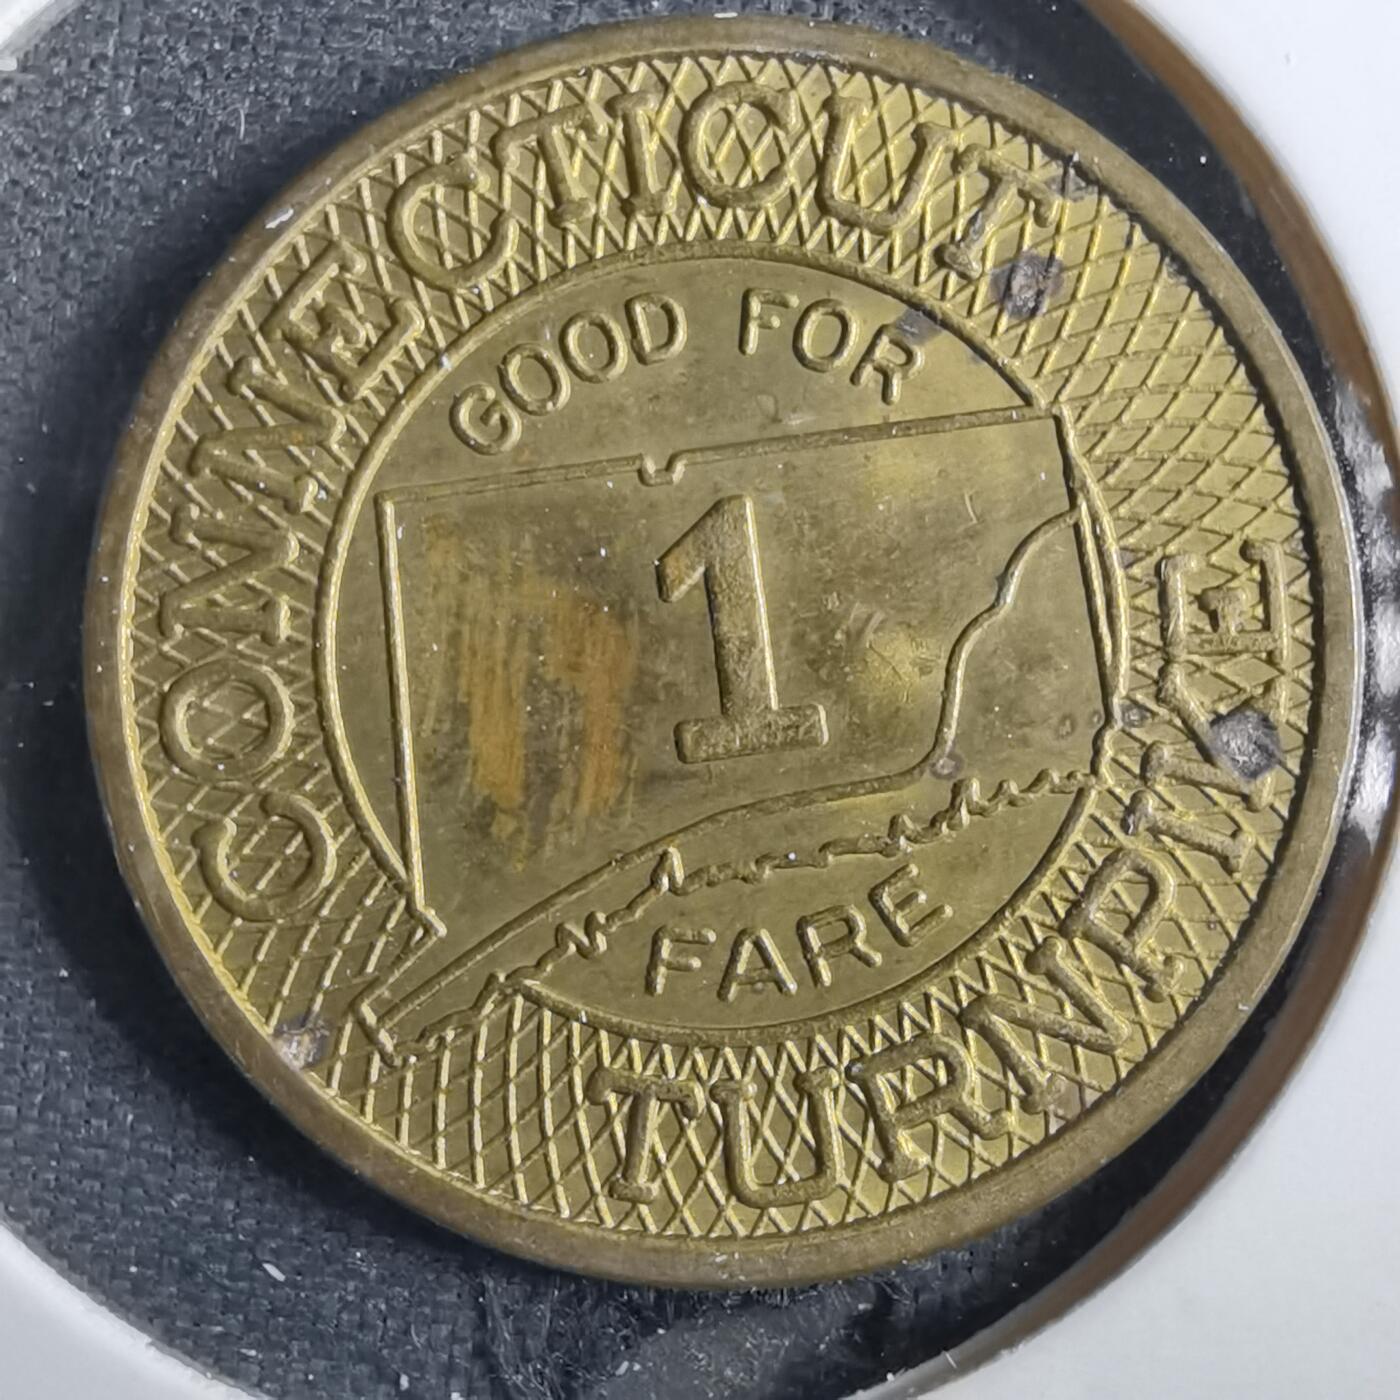 CONNECTICUT
GOOD FOR
1
FARE
TURNPIKE